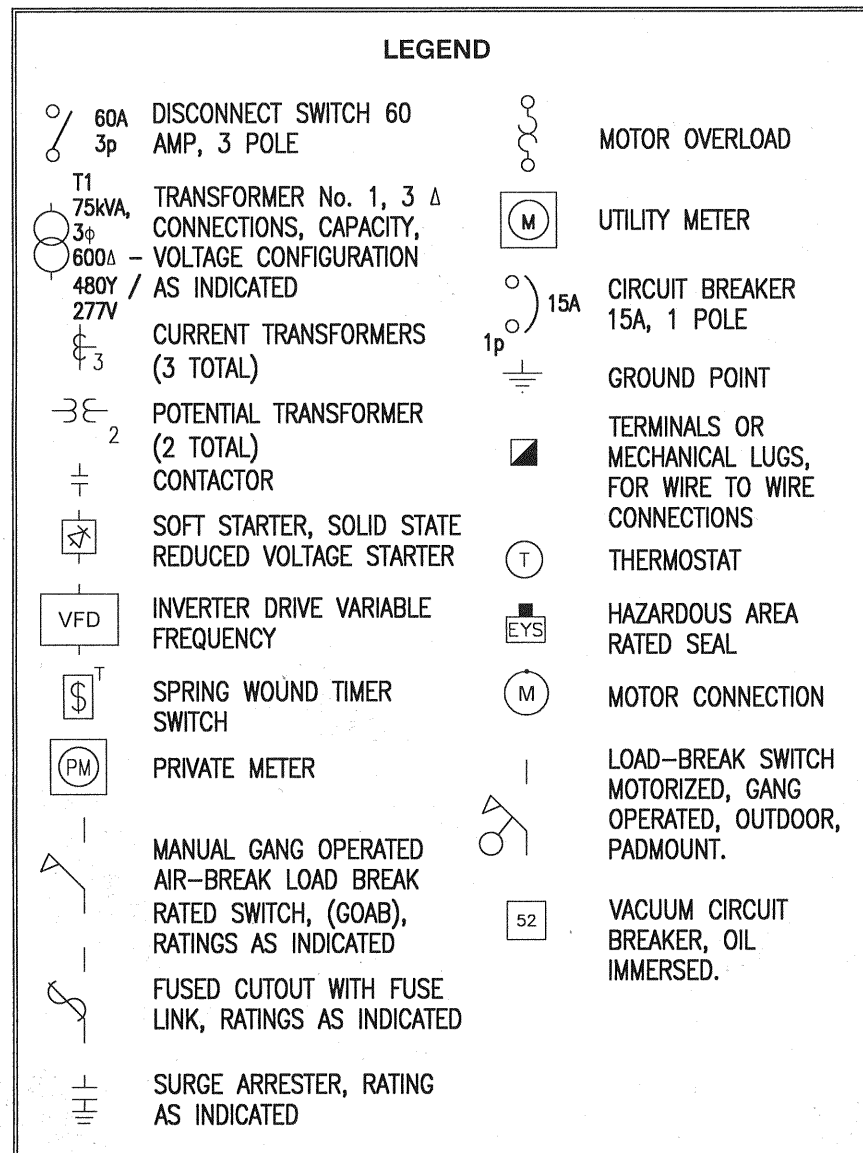 LEGEND
60A
3p
DISCONNECT SWITCH 60
AMP, 3 POLE
T1
75kVA,
3ϕ
600Δ –
480Y /
277V
TRANSFORMER No. 1, 3 Δ
CONNECTIONS, CAPACITY,
VOLTAGE CONFIGURATION
AS INDICATED
3
CURRENT TRANSFORMERS
(3 TOTAL)
2
POTENTIAL TRANSFORMER
(2 TOTAL)
CONTACTOR
SOFT STARTER, SOLID STATE
REDUCED VOLTAGE STARTER
VFD
INVERTER DRIVE VARIABLE
FREQUENCY
$ T
SPRING WOUND TIMER
SWITCH
PM
PRIVATE METER
MANUAL GANG OPERATED
AIR–BREAK LOAD BREAK
RATED SWITCH, (GOAB),
RATINGS AS INDICATED
FUSED CUTOUT WITH FUSE
LINK, RATINGS AS INDICATED
SURGE ARRESTER, RATING
AS INDICATED
MOTOR OVERLOAD
M
UTILITY METER
15A
1p
CIRCUIT BREAKER
15A, 1 POLE
GROUND POINT
TERMINALS OR
MECHANICAL LUGS,
FOR WIRE TO WIRE
CONNECTIONS
T
THERMOSTAT
EYS
HAZARDOUS AREA
RATED SEAL
M
MOTOR CONNECTION
LOAD–BREAK SWITCH
MOTORIZED, GANG
OPERATED, OUTDOOR,
PADMOUNT.
52
VACUUM CIRCUIT
BREAKER, OIL
IMMERSED.